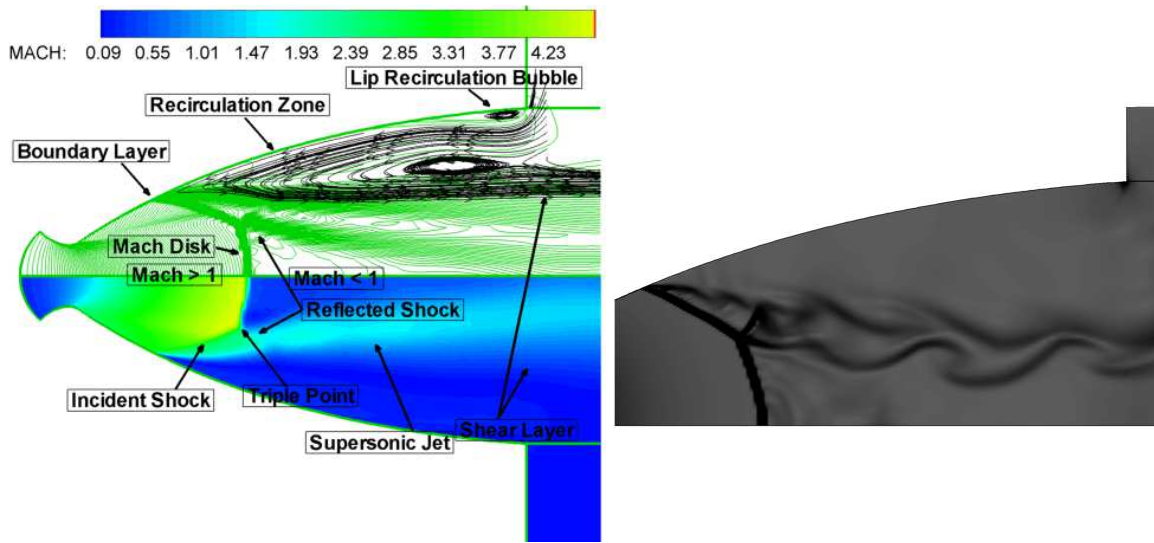 MACH: 0.09 0.55 1.01 1.47 1.93 2.39 2.85 3.31 3.77 4.23
Lip Recirculation Bubble
Recirculation Zone
Boundary Layer
Mach Disk
Mach > 1
Mach < 1
Reflected Shock
Incident Shock
Triple Point
Supersonic Jet
Shear Layer